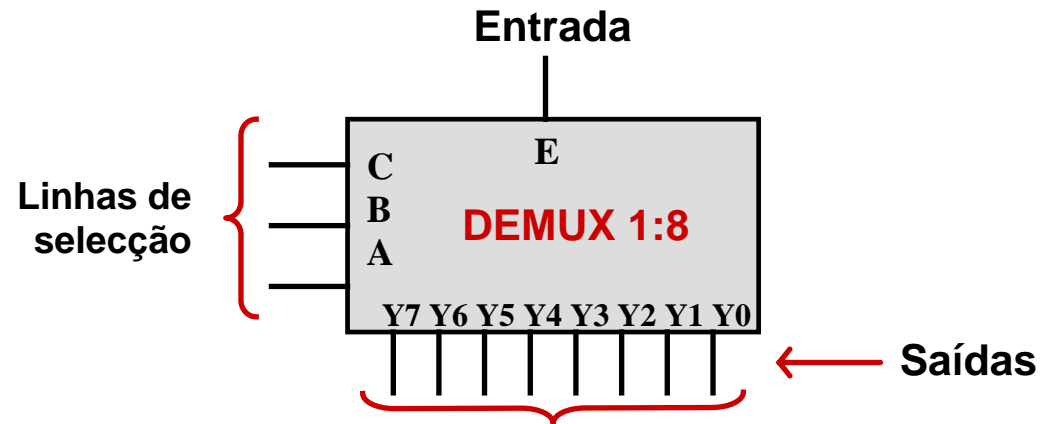 Entrada
E
C
B
A
Linhas de
selecção
DEMUX 1:8
Y7 Y6 Y5 Y4 Y3 Y2 Y1 Y0
Saídas